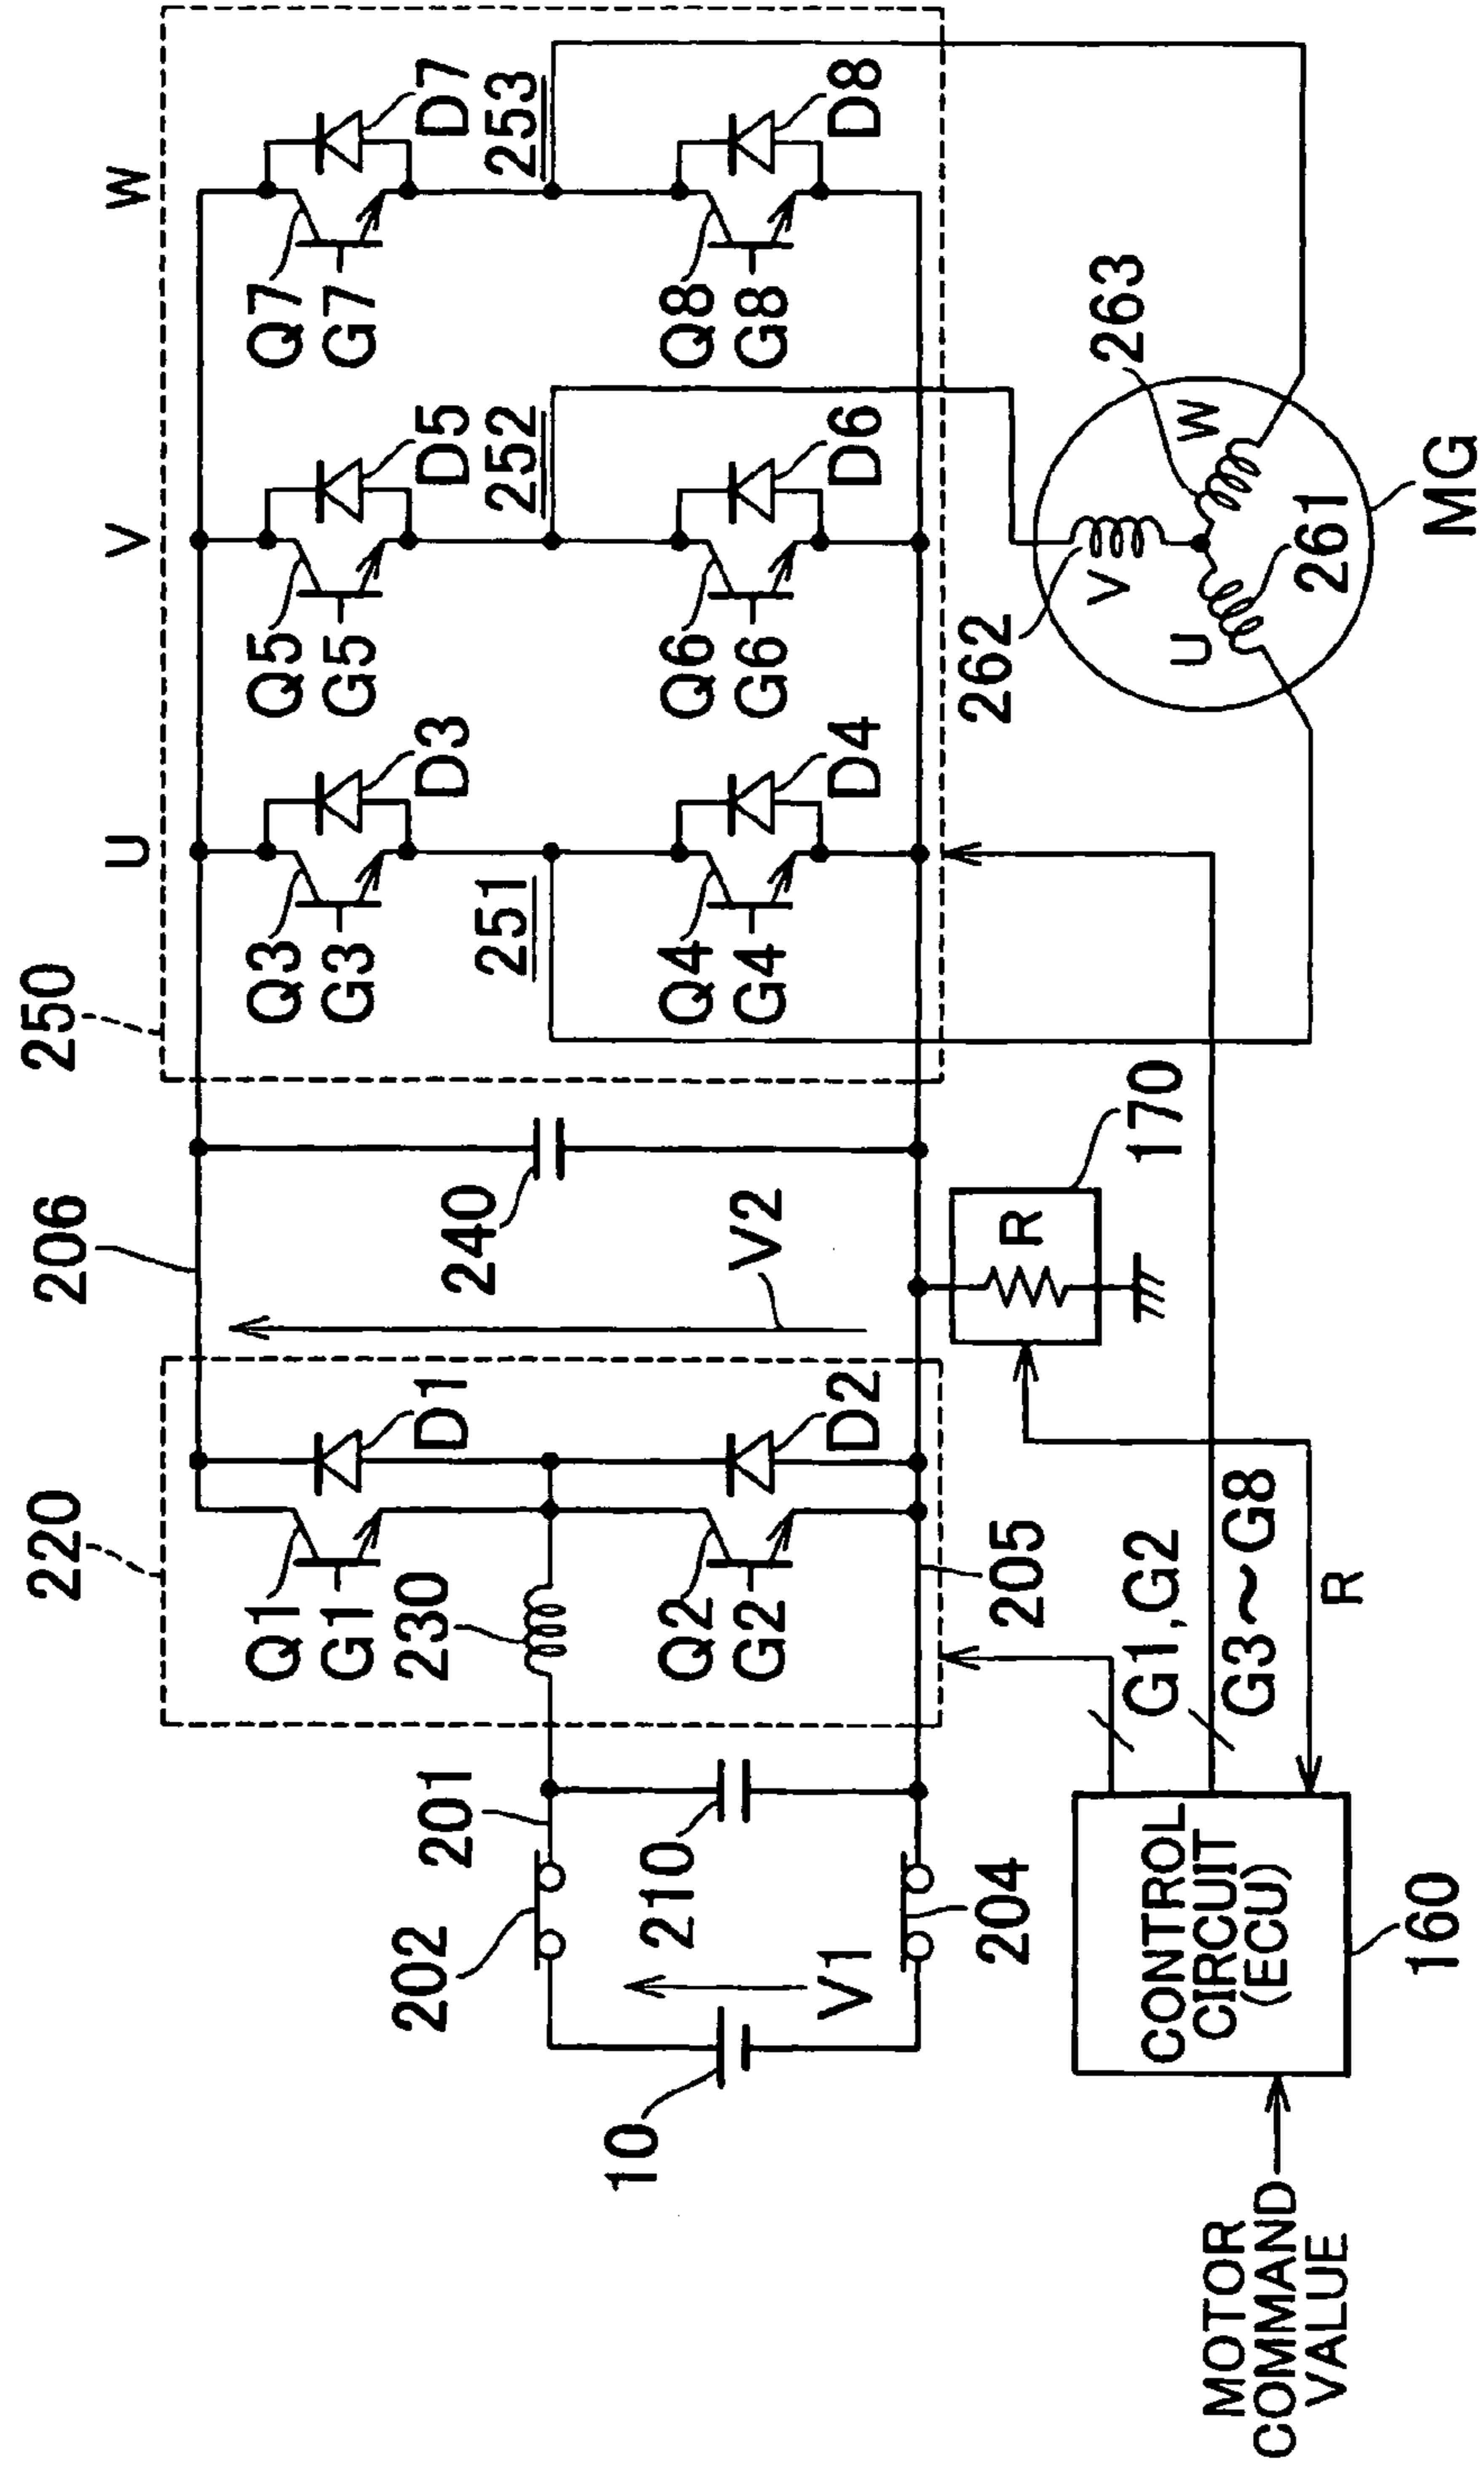 250
U
V
W
220
206
Q1
G1
D1
230
Q2
G2
D2
240
V2
Q3
G3
D3
Q5
G5
D5
Q7
G7
D7
251
252
253
Q4
G4
D4
Q6
G6
D6
Q8
G8
D8
202
201
10
V1
210
204
205
R
170
262
V
263
W
U
261
MG
G1,G2
G3~G8
R
CONTROL
CIRCUIT
(ECU)
160
MOTOR
COMMAND
VALUE